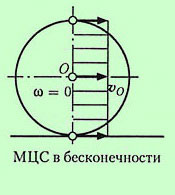 O
ω = 0
v_O
МЦС в бесконечности